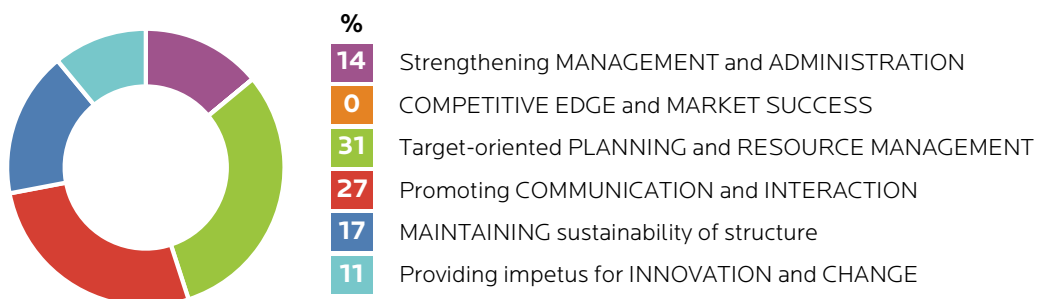 %
14 Strengthening MANAGEMENT and ADMINISTRATION
0 COMPETITIVE EDGE and MARKET SUCCESS
31 Target-oriented PLANNING and RESOURCE MANAGEMENT
27 Promoting COMMUNICATION and INTERACTION
17 MAINTAINING sustainability of structure
11 Providing impetus for INNOVATION and CHANGE